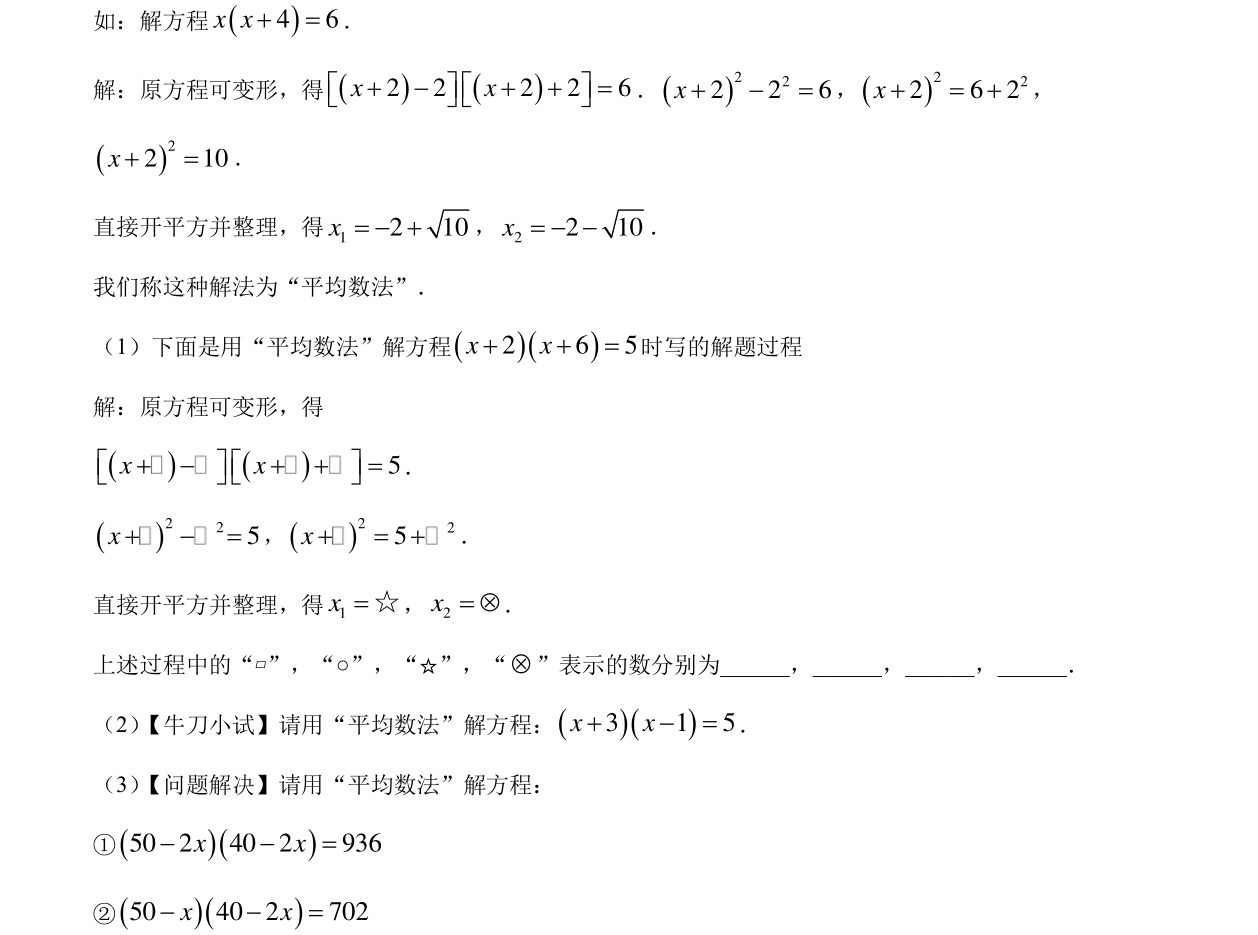 如：解方程x(x+4)=6．
解：原方程可变形，得[(x+2)−2][(x+2)+2]=6．(x+2)²−2²=6，(x+2)²=6+2²，
(x+2)²=10．
直接开平方并整理，得x₁=−2+√10，x₂=−2−√10．
我们称这种解法为“平均数法”．
（1）下面是用“平均数法”解方程(x+2)(x+6)=5时写的解题过程
解：原方程可变形，得
[(x+□)−□ ][(x+□)+□ ]=5．
(x+□)²−□ ²=5，(x+□)²=5+□ ²．
直接开平方并整理，得x₁=☆，x₂=⊗．
上述过程中的“▱”，“○”，“☆”，“⊗”表示的数分别为______，______，______，______．
（2）【牛刀小试】请用“平均数法”解方程：(x+3)(x−1)=5．
（3）【问题解决】请用“平均数法”解方程：
①(50−2x)(40−2x)=936
②(50−x)(40−2x)=702